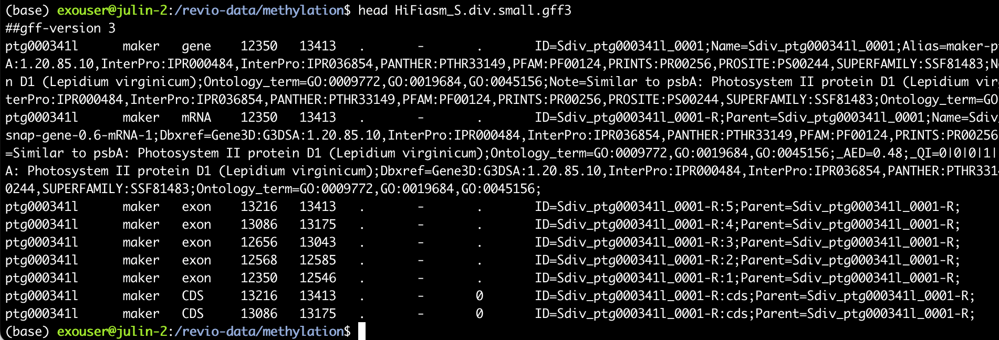 (base) exouser@julin-2:/revio-data/methylation$ head HiFiasm_S.div.small.gff3
##gff-version 3
ptg000341l maker gene 12350 13413 . - . ID=Sdiv_ptg000341l_0001;Name=Sdiv_ptg000341l_0001;Alias=maker-p
A:1.20.85.10,InterPro:IPR000484,InterPro:IPR036854,PANTHER:PTHR33149,PFAM:PF00124,PRINTS:PR00256,PROSITE:PS00244,SUPERFAMILY:SSF81483;N
n D1 (Lepidium virginicum);Ontology_term=GO:0009772,GO:0019684,GO:0045156;Note=Similar to psbA: Photosystem II protein D1 (Lepidium vir
terPro:IPR000484,InterPro:IPR036854,PANTHER:PTHR33149,PFAM:PF00124,PRINTS:PR00256,PROSITE:PS00244,SUPERFAMILY:SSF81483;Ontology_term=GO
ptg000341l maker mRNA 12350 13413 . - . ID=Sdiv_ptg000341l_0001-R;Parent=Sdiv_ptg000341l_0001;Name=Sdiv_
snap-gene-0.6-mRNA-1;Dbxref=Gene3D:G3DSA:1.20.85.10,InterPro:IPR000484,InterPro:IPR036854,PANTHER:PTHR33149,PFAM:PF00124,PRINTS:PR00256
=Similar to psbA: Photosystem II protein D1 (Lepidium virginicum);Ontology_term=GO:0009772,GO:0019684,GO:0045156;_AED=0.48;_QI=0|0|0|1|
A: Photosystem II protein D1 (Lepidium virginicum);Dbxref=Gene3D:G3DSA:1.20.85.10,InterPro:IPR000484,InterPro:IPR036854,PANTHER:PTHR331
0244,SUPERFAMILY:SSF81483;Ontology_term=GO:0009772,GO:0019684,GO:0045156;
ptg000341l maker exon 13216 13413 . - . ID=Sdiv_ptg000341l_0001-R:5;Parent=Sdiv_ptg000341l_0001-R;
ptg000341l maker exon 13086 13175 . - . ID=Sdiv_ptg000341l_0001-R:4;Parent=Sdiv_ptg000341l_0001-R;
ptg000341l maker exon 12656 13043 . - . ID=Sdiv_ptg000341l_0001-R:3;Parent=Sdiv_ptg000341l_0001-R;
ptg000341l maker exon 12568 12585 . - . ID=Sdiv_ptg000341l_0001-R:2;Parent=Sdiv_ptg000341l_0001-R;
ptg000341l maker exon 12350 12546 . - . ID=Sdiv_ptg000341l_0001-R:1;Parent=Sdiv_ptg000341l_0001-R;
ptg000341l maker CDS 13216 13413 . - 0 ID=Sdiv_ptg000341l_0001-R:cds;Parent=Sdiv_ptg000341l_0001-R;
ptg000341l maker CDS 13086 13175 . - 0 ID=Sdiv_ptg000341l_0001-R:cds;Parent=Sdiv_ptg000341l_0001-R;
(base) exouser@julin-2:/revio-data/methylation$